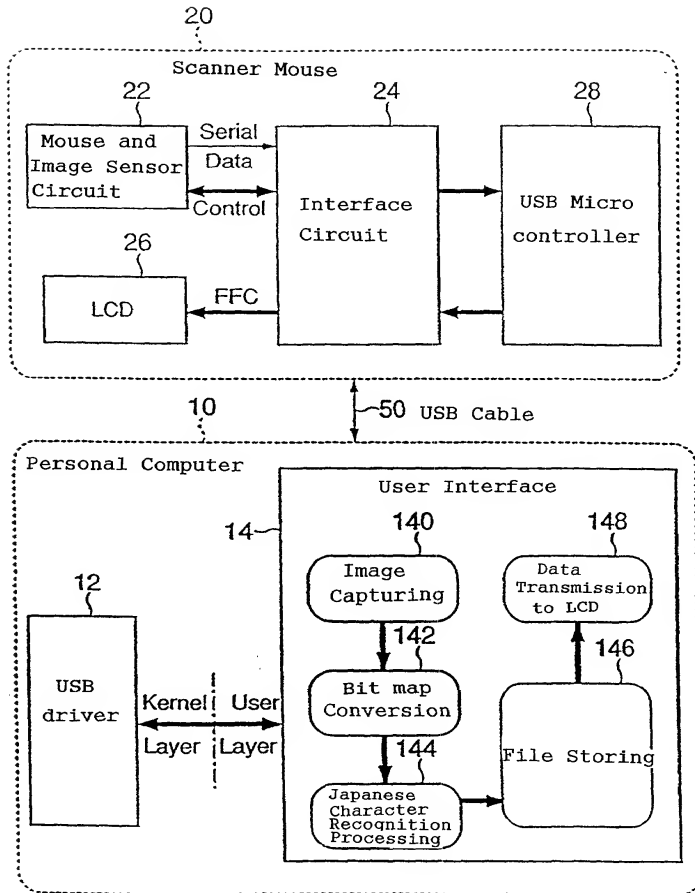 20
Scanner Mouse
22
24
28
Mouse and
Image Sensor
Circuit
Serial
Data
Control
Interface
Circuit
USB Micro
controller
26
LCD
FFC
10
50 USB Cable
Personal Computer
User Interface
14
140
148
Image
Capturing
Data
Transmission
to LCD
12
142
146
USB
driver
Bit map
Conversion
Kernel User
Layer Layer
File Storing
144
Japanese
Character
Recognition
Processing